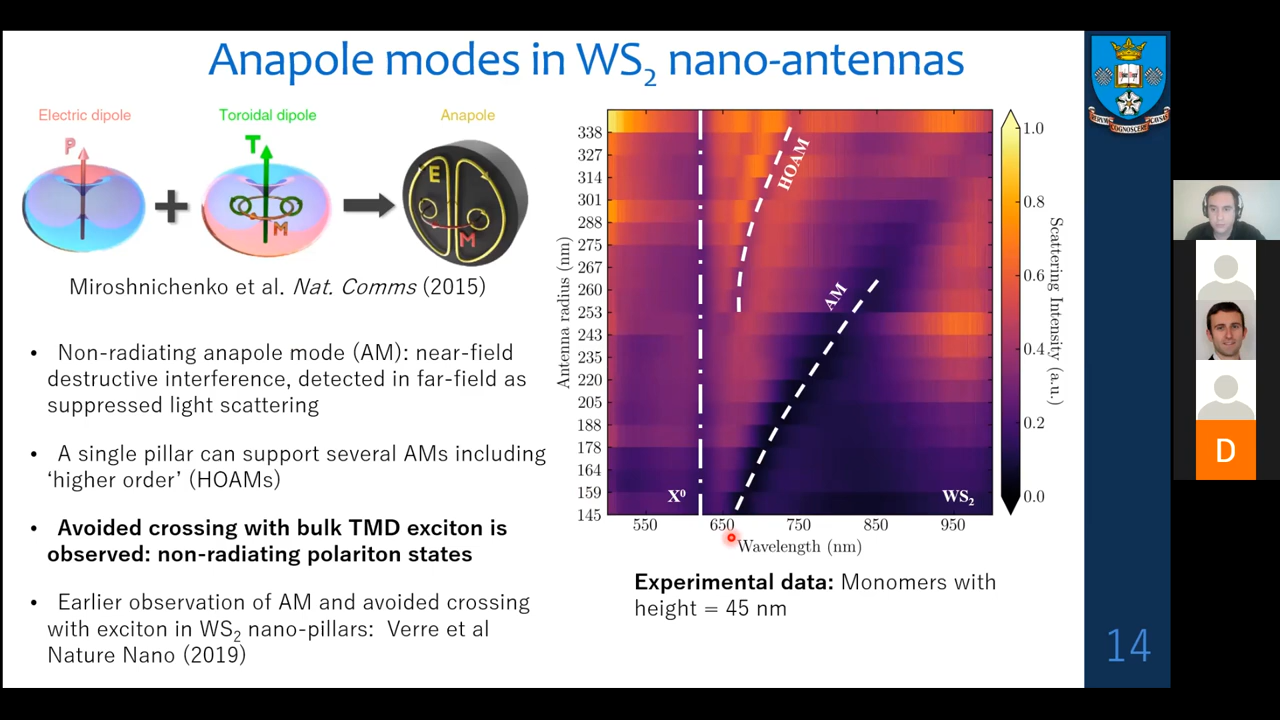 Anapole modes in WS2 nano-antennas
Electric dipole
Toroidal dipole
Anapole
P
T
M
E
M
Miroshnichenko et al. Nat. Comms (2015)
• Non-radiating anapole mode (AM): near-field
destructive interference, detected in far-field as
suppressed light scattering
• A single pillar can support several AMs including
‘higher order’ (HOAMs)
• Avoided crossing with bulk TMD exciton is
observed: non-radiating polariton states
• Earlier observation of AM and avoided crossing
with exciton in WS2 nano-pillars: Verre et al
Nature Nano (2019)
Antenna radius (nm)
338
327
314
301
288
275
267
260
253
243
235
220
205
188
178
164
159
145
HOAM
AM
X0
WS2
550
650
750
850
950
Wavelength (nm)
1.0
0.8
0.6
0.4
0.2
0.0
Scattering Intensity (a.u.)
Experimental data: Monomers with
height = 45 nm
RERVM
COGNOSCERE
CAVSAS
14
D